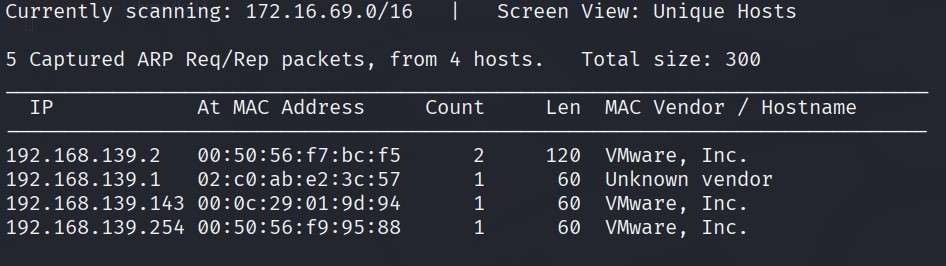 Currently scanning: 172.16.69.0/16   |   Screen View: Unique Hosts
5 Captured ARP Req/Rep packets, from 4 hosts.   Total size: 300
IP            At MAC Address     Count     Len  MAC Vendor / Hostname
192.168.139.2   00:50:56:f7:bc:f5      2     120  VMware, Inc.
192.168.139.1   02:c0:ab:e2:3c:57      1      60  Unknown vendor
192.168.139.143 00:0c:29:01:9d:94      1      60  VMware, Inc.
192.168.139.254 00:50:56:f9:95:88      1      60  VMware, Inc.